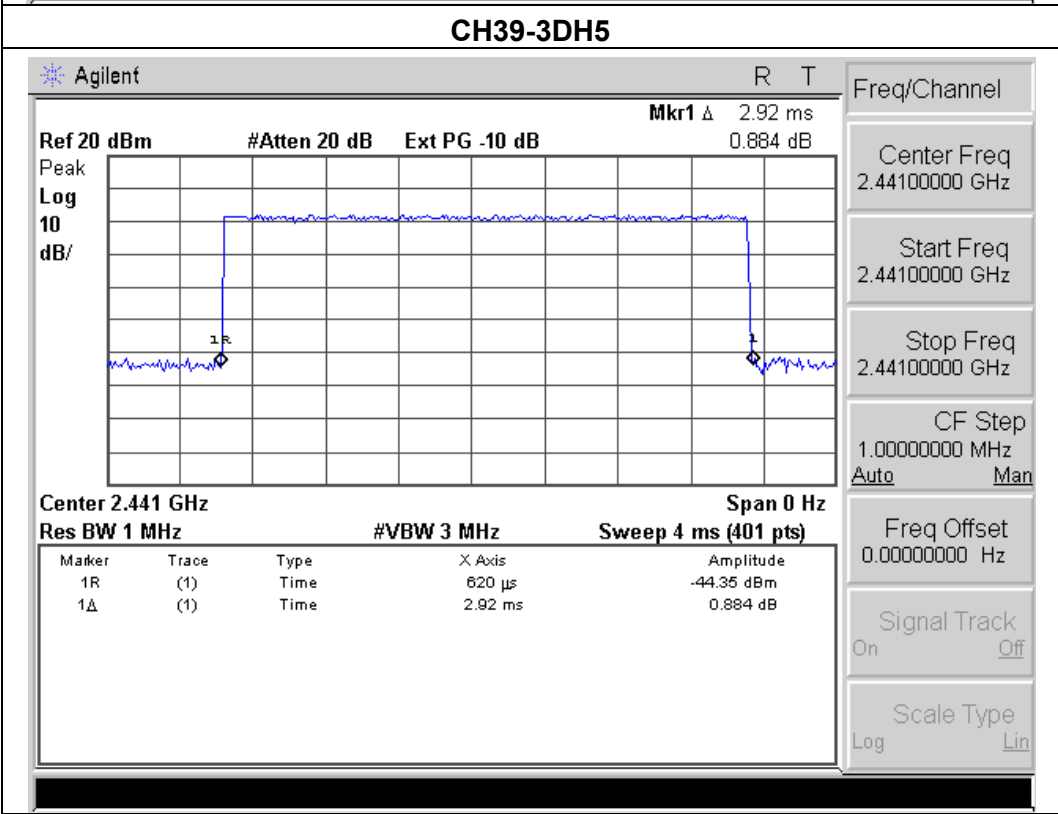 CH39-3DH5
Agilent R T
Mkr1 Δ 2.92 ms
Ref 20 dBm #Atten 20 dB Ext PG -10 dB 0.884 dB
Peak
Log
10
dB/
1R
1
Center 2.441 GHz Span 0 Hz
Res BW 1 MHz #VBW 3 MHz Sweep 4 ms (401 pts)
Marker Trace Type X Axis Amplitude
1R (1) Time 620 µs -44.35 dBm
1Δ (1) Time 2.92 ms 0.884 dB
Freq/Channel
Center Freq
2.44100000 GHz
Start Freq
2.44100000 GHz
Stop Freq
2.44100000 GHz
CF Step
1.00000000 MHz
Auto Man
Freq Offset
0.00000000 Hz
Signal Track
On Off
Scale Type
Log Lin